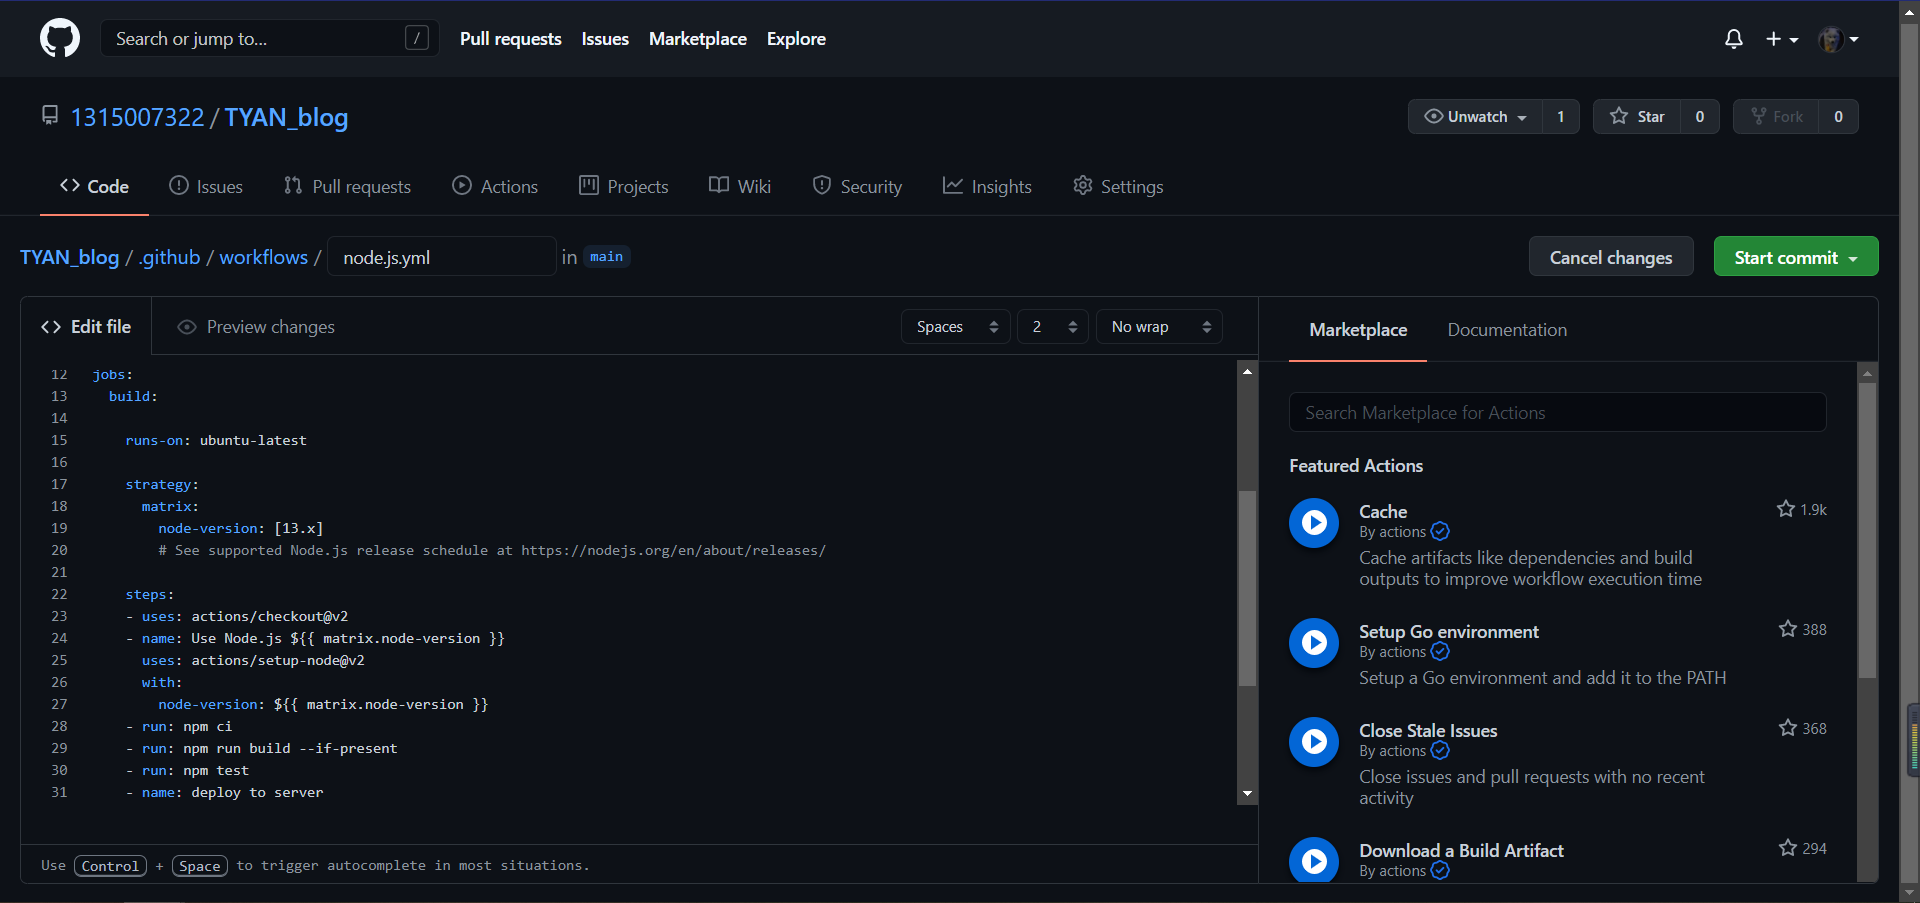 Search or jump to... /
Pull requests Issues Marketplace Explore
1315007322 / TYAN_blog
Unwatch 1 Star 0 Fork 0
Code Issues Pull requests Actions Projects Wiki Security Insights Settings
TYAN_blog / .github / workflows / node.js.yml in main
Cancel changes Start commit
Edit file Preview changes Spaces 2 No wrap
12 jobs:
13 build:
14
15 runs-on: ubuntu-latest
16
17 strategy:
18 matrix:
19 node-version: [13.x]
20 # See supported Node.js release schedule at https://nodejs.org/en/about/releases/
21
22 steps:
23 - uses: actions/checkout@v2
24 - name: Use Node.js ${{ matrix.node-version }}
25 uses: actions/setup-node@v2
26 with:
27 node-version: ${{ matrix.node-version }}
28 - run: npm ci
29 - run: npm run build --if-present
30 - run: npm test
31 - name: deploy to server
Use Control + Space to trigger autocomplete in most situations.
Marketplace Documentation
Search Marketplace for Actions
Featured Actions
Cache 1.9k
By actions
Cache artifacts like dependencies and build
outputs to improve workflow execution time
Setup Go environment 388
By actions
Setup a Go environment and add it to the PATH
Close Stale Issues 368
By actions
Close issues and pull requests with no recent
activity
Download a Build Artifact 294
By actions